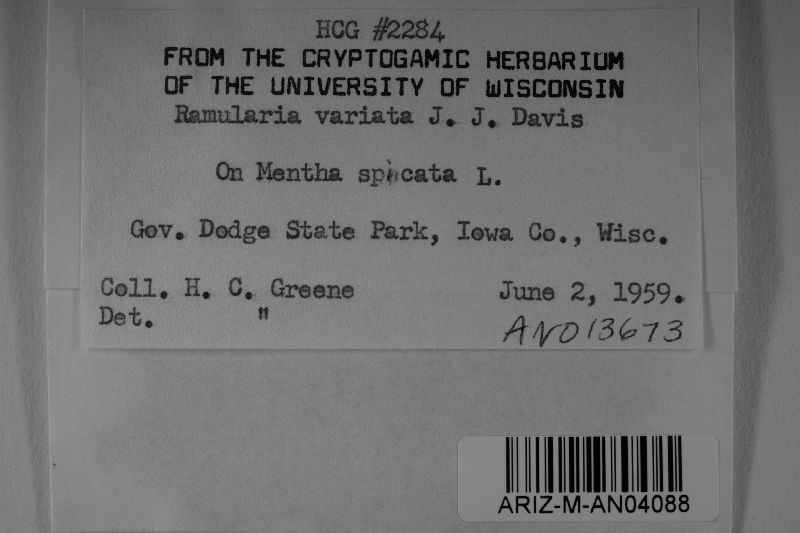 HCG #2284
FROM THE CRYPTOGAMIC HERBARIUM
OF THE UNIVERSITY OF WISCONSIN
Ramularia variata J. J. Davis
On Mentha spicata L.
Gov. Dodge State Park, Iowa Co., Wisc.
Coll. H. C. Greene June 2, 1959.
Det. "
AN013673
ARIZ-M-AN04088